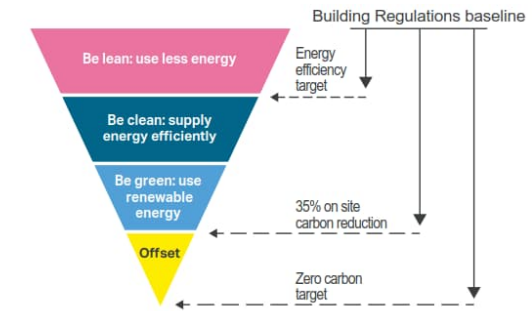 Building Regulations baseline
Be lean: use less energy
Energy
efficiency
target
Be clean: supply
energy efficiently
Be green: use
renewable
energy
35% on site
carbon reduction
Offset
Zero carbon
target